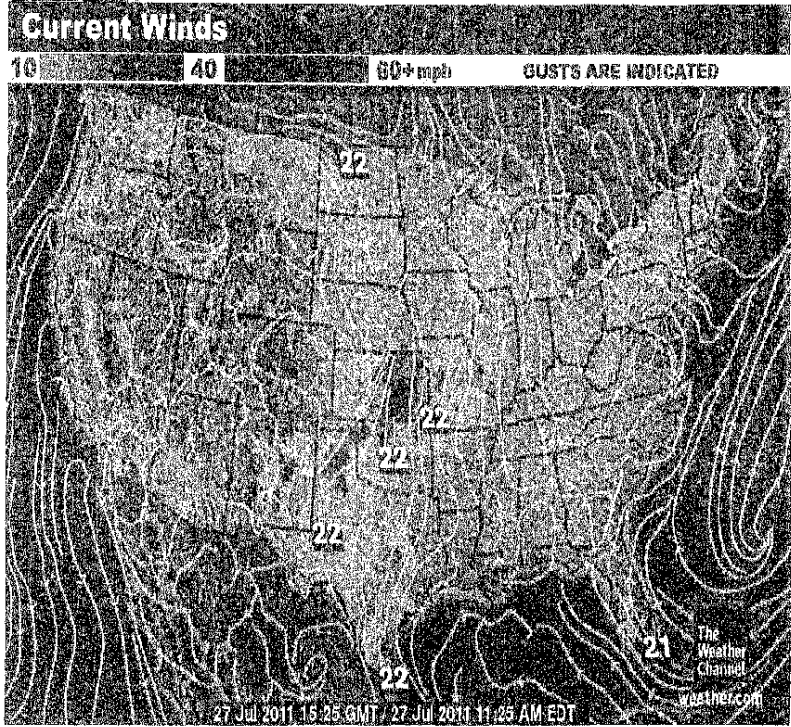 Current Winds
10 40 60+mph GUSTS ARE INDICATED
22
22
22
22
21
The
Weather
Channel
22
weather.com
27 Jul 2011 15:25 GMT / 27 Jul 2011 11:25 AM EDT